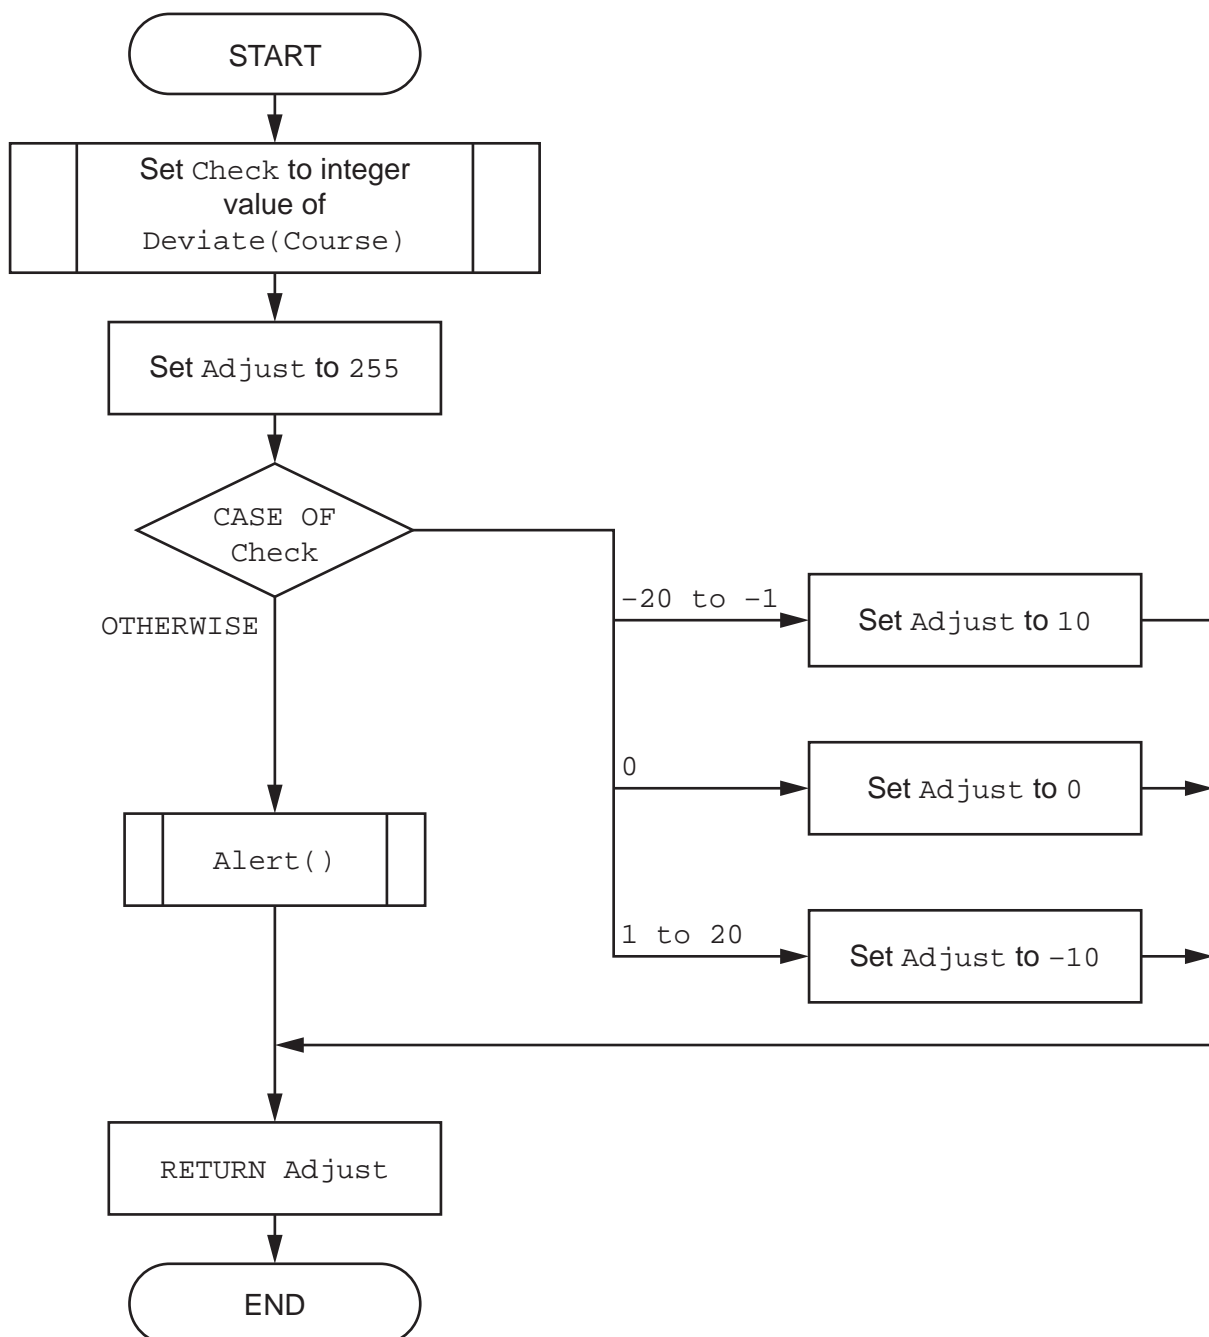 START
Set Check to integer
value of
Deviate(Course)
Set Adjust to 255
CASE OF
Check
OTHERWISE
−20 to −1
Set Adjust to 10
0
Set Adjust to 0
Alert()
1 to 20
Set Adjust to −10
RETURN Adjust
END